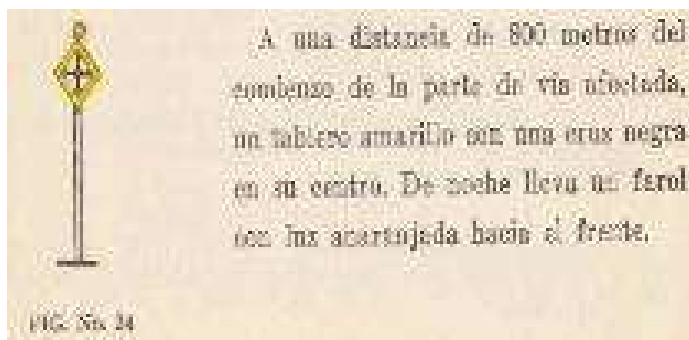 A una distancia de 800 metros del
comienzo de la parte de vía afectada,
un tablero amarillo con una cruz negra
en su centro. De noche lleva un farol
con luz anaranjada hacia el frente.
FIG. No. 24